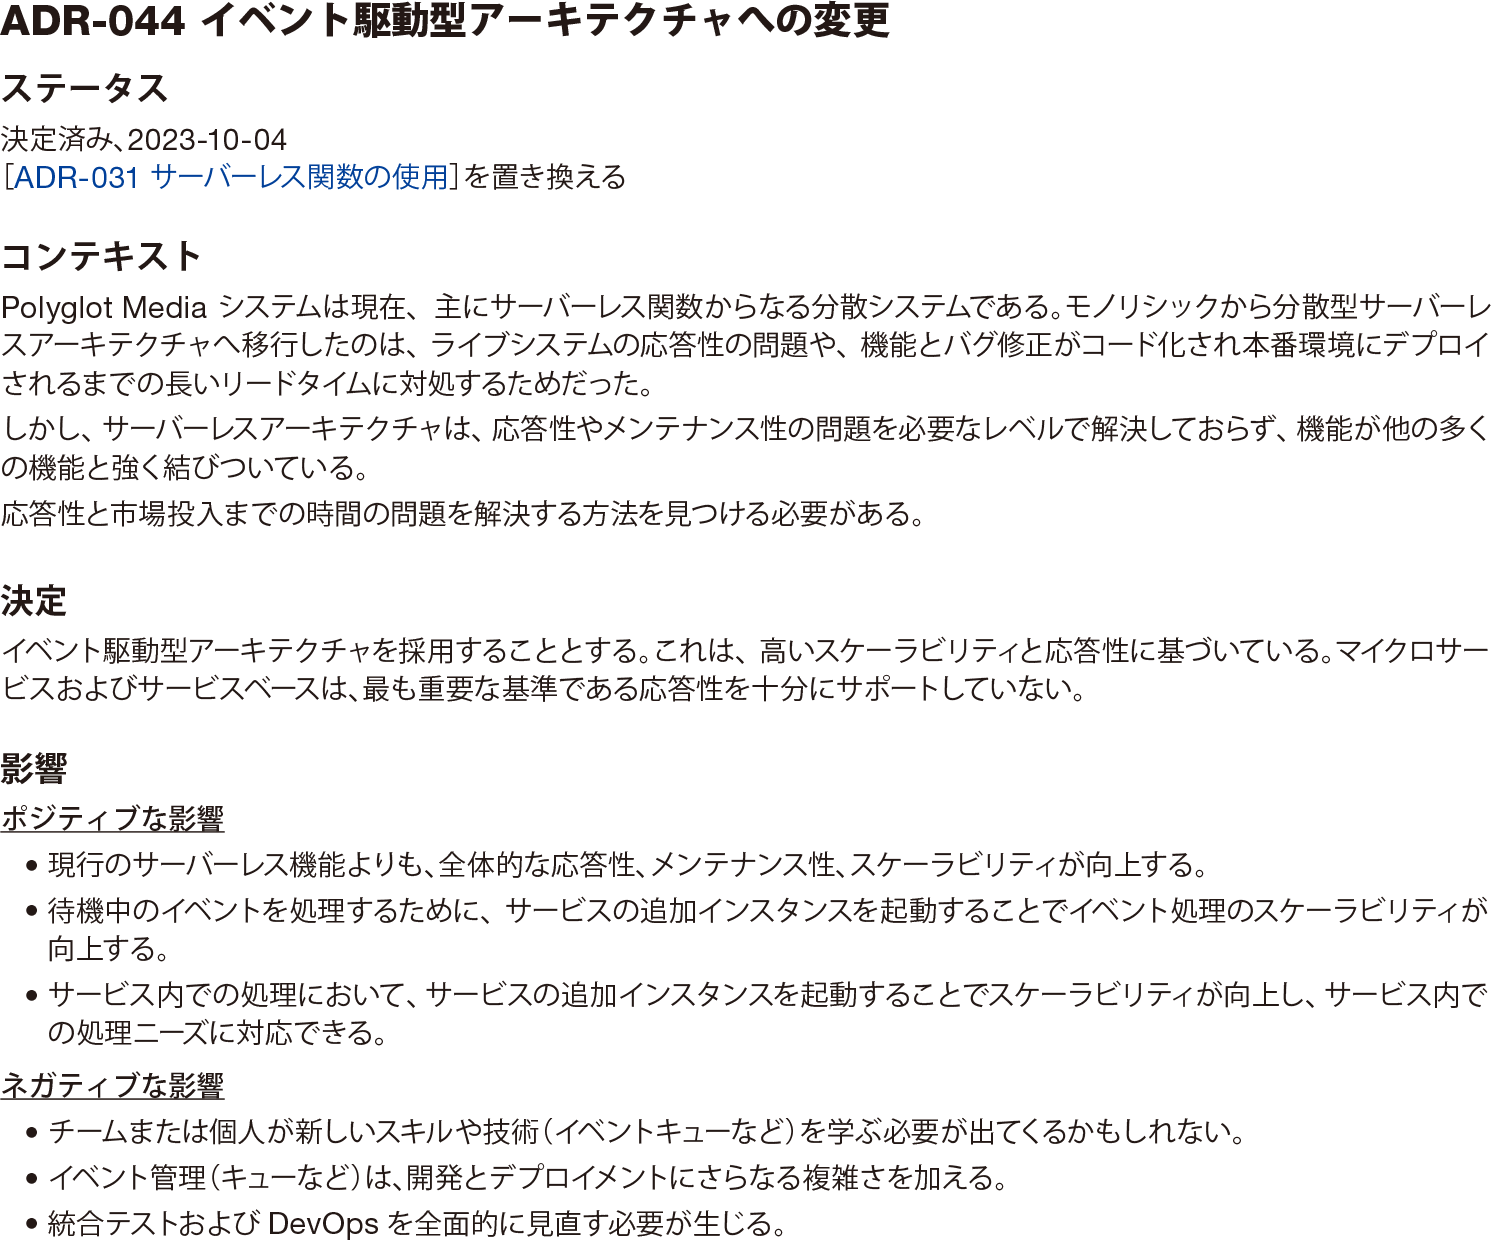 ADR-044 イベント駆動型アーキテクチャへの変更
ステータス
決定済み、2023-10-04
［ADR-031 サーバーレス関数の使用］を置き換える
コンテキスト
Polyglot Media システムは現在、主にサーバーレス関数からなる分散システムである。モノリシックから分散型サーバーレ
スアーキテクチャへ移行したのは、ライブシステムの応答性の問題や、機能とバグ修正がコード化され本番環境にデプロイ
されるまでの長いリードタイムに対処するためだった。
しかし、サーバーレスアーキテクチャは、応答性やメンテナンス性の問題を必要なレベルで解決しておらず、機能が他の多く
の機能と強く結びついている。
応答性と市場投入までの時間の問題を解決する方法を見つける必要がある。
決定
イベント駆動型アーキテクチャを採用することとする。これは、高いスケーラビリティと応答性に基づいている。マイクロサー
ビスおよびサービスベースは、最も重要な基準である応答性を十分にサポートしていない。
影響
ポジティブな影響
• 現行のサーバーレス機能よりも、全体的な応答性、メンテナンス性、スケーラビリティが向上する。
• 待機中のイベントを処理するために、サービスの追加インスタンスを起動することでイベント処理のスケーラビリティが
向上する。
• サービス内での処理において、サービスの追加インスタンスを起動することでスケーラビリティが向上し、サービス内で
の処理ニーズに対応できる。
ネガティブな影響
• チームまたは個人が新しいスキルや技術（イベントキューなど）を学ぶ必要が出てくるかもしれない。
• イベント管理（キューなど）は、開発とデプロイメントにさらなる複雑さを加える。
• 統合テストおよび DevOps を全面的に見直す必要が生じる。